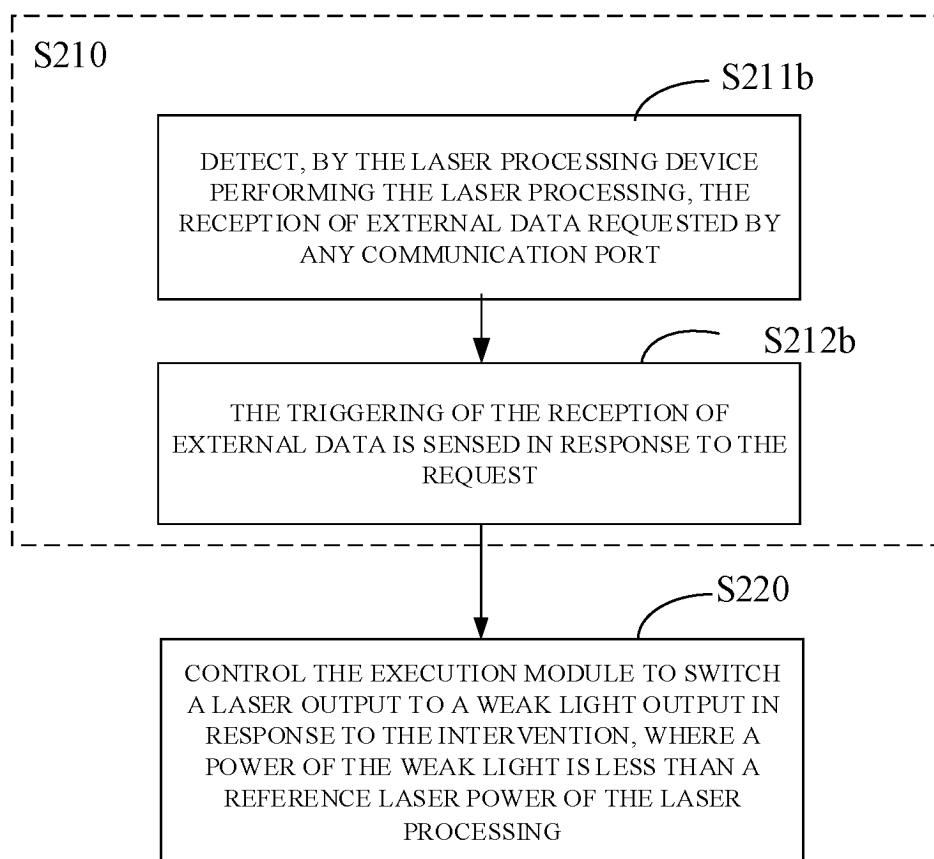 S210
S211b
DETECT, BY THE LASER PROCESSING DEVICE
PERFORMING THE LASER PROCESSING, THE
RECEPTION OF EXTERNAL DATA REQUESTED BY
ANY COMMUNICATION PORT
S212b
THE TRIGGERING OF THE RECEPTION OF
EXTERNAL DATA IS SENSED IN RESPONSE TO THE
REQUEST
S220
CONTROL THE EXECUTION MODULE TO SWITCH
A LASER OUTPUT TO A WEAK LIGHT OUTPUT IN
RESPONSE TO THE INTERVENTION, WHERE A
POWER OF THE WEAK LIGHT IS LESS THAN A
REFERENCE LASER POWER OF THE LASER
PROCESSING